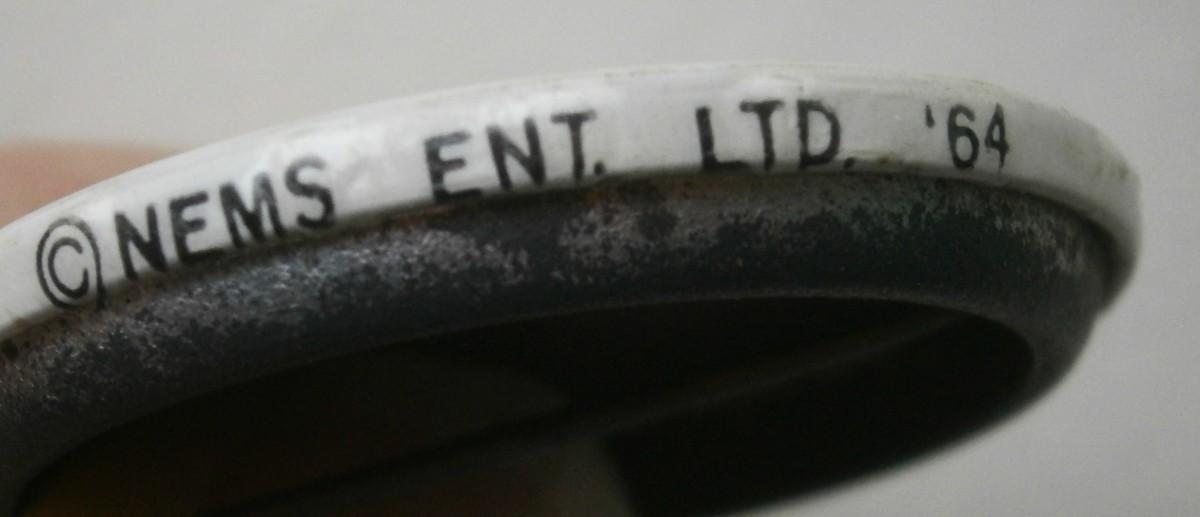 ©NEMS ENT. LTD. '64